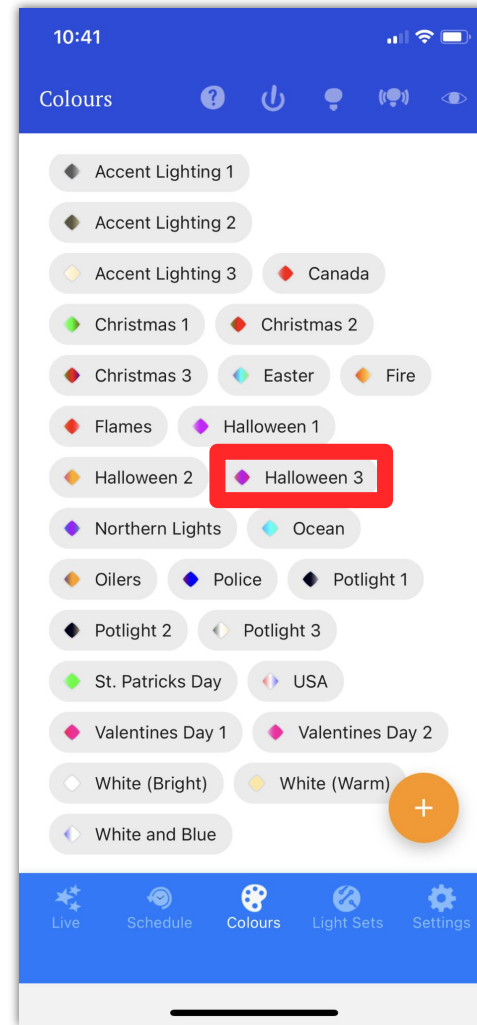 10:41
Colours
Accent Lighting 1
Accent Lighting 2
Accent Lighting 3 Canada
Christmas 1 Christmas 2
Christmas 3 Easter Fire
Flames Halloween 1
Halloween 2 Halloween 3
Northern Lights Ocean
Oilers Police Potlight 1
Potlight 2 Potlight 3
St. Patricks Day USA
Valentines Day 1 Valentines Day 2
White (Bright) White (Warm)
+
White and Blue
Live Schedule Colours Light Sets Settings